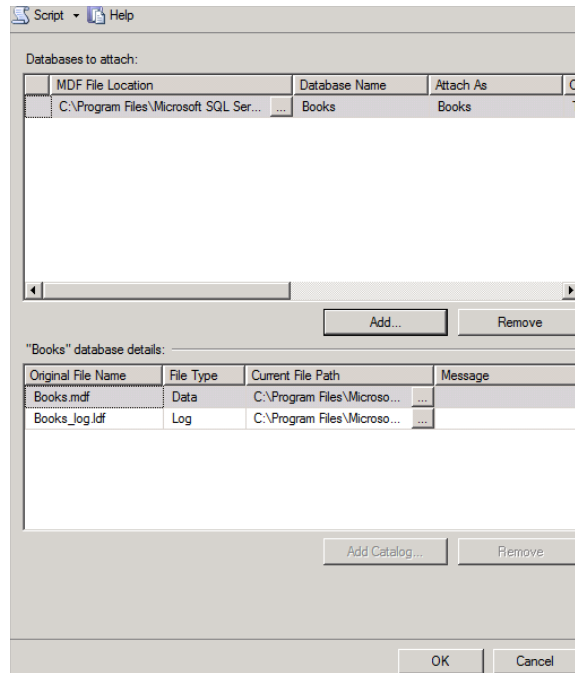 Script Help
Databases to attach:
MDF File Location Database Name Attach As
C:\Program Files\Microsoft SQL Ser... ... Books Books
Add... Remove
"Books" database details:
Original File Name File Type Current File Path Message
Books.mdf Data C:\Program Files\Microso... ...
Books_log.ldf Log C:\Program Files\Microso... ...
Add Catalog... Remove
OK Cancel